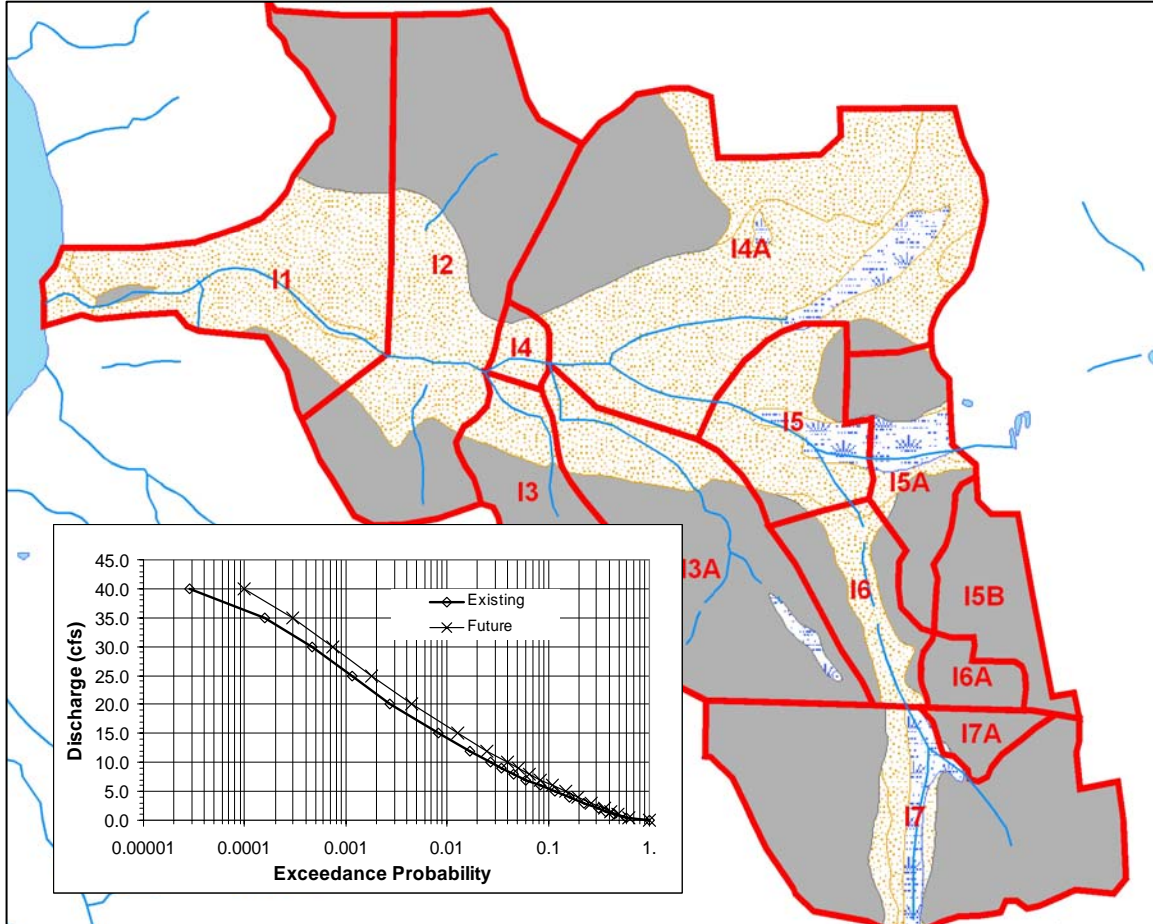 I4A
I2
I1
I4
I5
I5A
I3
I3A
I6
I5B
I6A
I7A
I7
45.0
40.0
35.0
30.0
25.0
20.0
15.0
10.0
5.0
0.0
Discharge (cfs)
Existing
Future
0.00001 0.0001 0.001 0.01 0.1 1.
Exceedance Probability